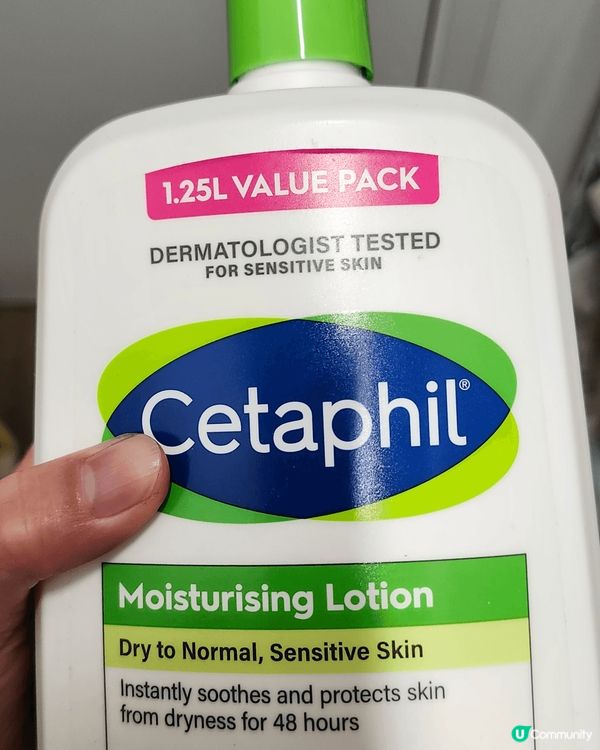 1.25L VALUE PACK
DERMATOLOGIST TESTED
FOR SENSITIVE SKIN
Cetaphil®
Moisturising Lotion
Dry to Normal, Sensitive Skin
Instantly soothes and protects skin
from dryness for 48 hours
U Community